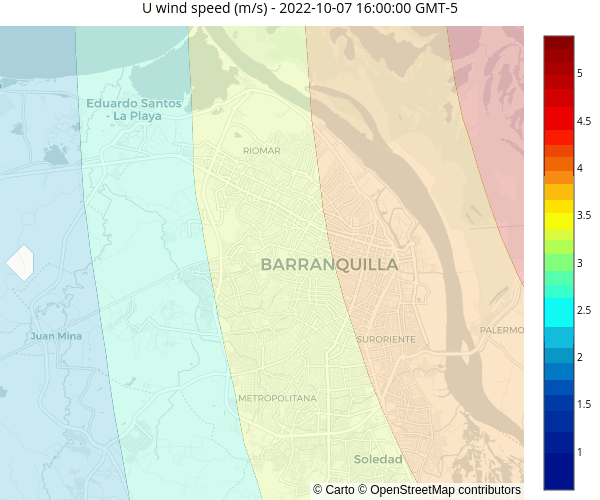 U wind speed (m/s) - 2022-10-07 16:00:00 GMT-5
Eduardo Santos
- La Playa
RIOMAR
BARRANQUILLA
Juan Mina
SURORIENTE
PALERMO
METROPOLITANA
Soledad
© Carto © OpenStreetMap contributors
5
4.5
4
3.5
3
2.5
2
1.5
1